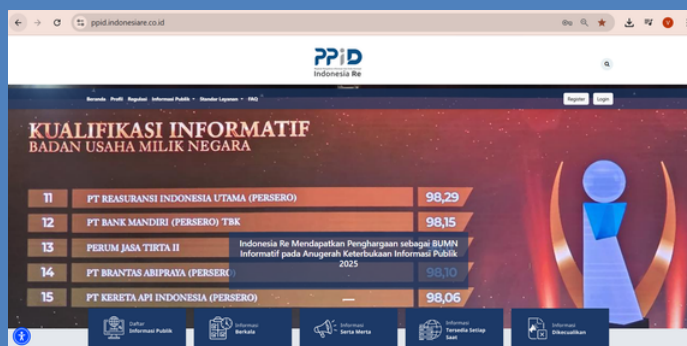 ppid.indonesiare.co.id
V
PPiD
Indonesia Re
Beranda Profil Regulasi Informasi Publik Standar Layanan FAQ
Register Login
KUALIFIKASI INFORMATIF
BADAN USAHA MILIK NEGARA
11 PT REASURANSI INDONESIA UTAMA (PERSERO) 98,29
12 PT BANK MANDIRI (PERSERO) TBK 98,15
13 PERUM JASA TIRTA II
14 PT BRANTAS ABIPRAYA (PERSERO) 98,10
15 PT KERETA API INDONESIA (PERSERO) 98,06
Indonesia Re Mendapatkan Penghargaan sebagai BUMN
Informatif pada Anugerah Keterbukaan Informasi Publik
2025
Daftar
Informasi Publik
Informasi
Berkala
Informasi
Serta Merta
Informasi
Tersedia Setiap
Saat
Informasi
Dikecualikan